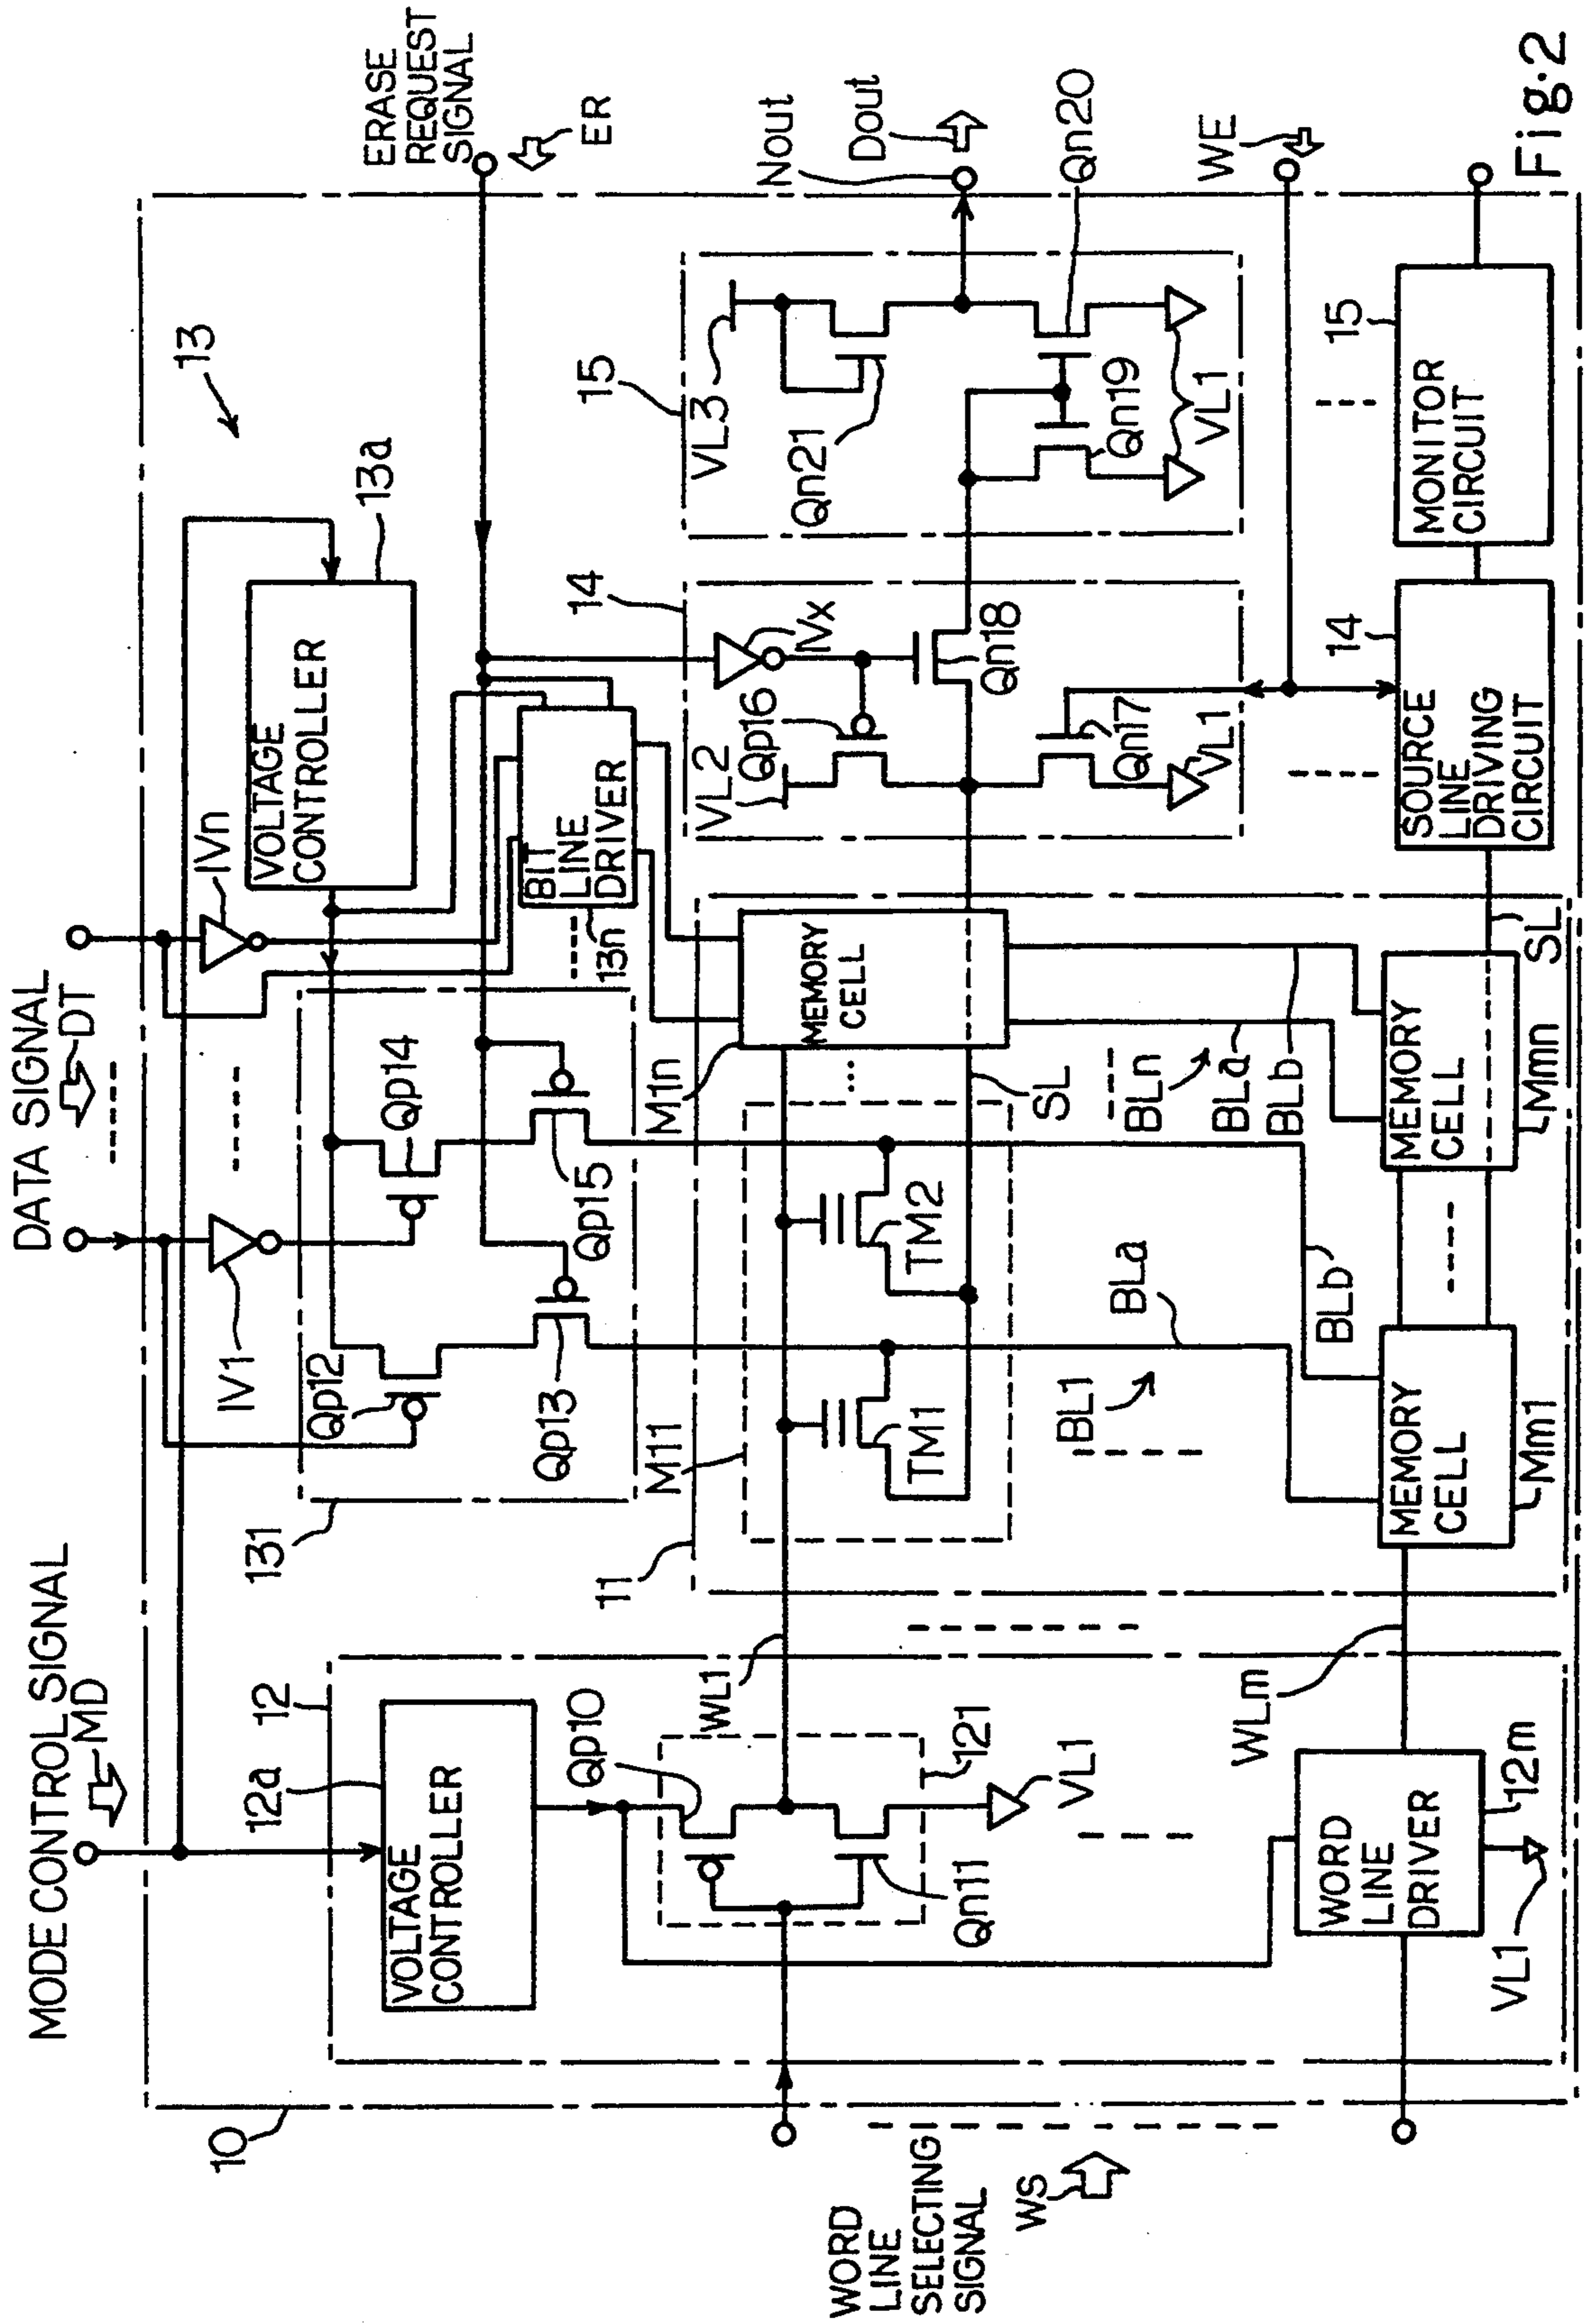 MODE CONTROL SIGNAL
MD
DATA SIGNAL
DT
ERASE
REQUEST
SIGNAL
ER
10
12
12a
VOLTAGE
CONTROLLER
131
IV1
IVn
VOLTAGE
CONTROLLER
13a
13
Qp12
Qp14
Qp13
Qp15
BIT
LINE
DRIVER
13n
Qp10
121
Qn11
VL1
WL1
11
M11
TM1
TM2
M1n
MEMORY
CELL
SL
14
IVx
VL2
Qp16
Qn18
Qn17
VL1
15
VL3
Qn21
Qn19
Qn20
VL1
Nout
Dout
WE
BL1
BLa
BLb
BLn
BLa
BLb
WORD
LINE
SELECTING
SIGNAL
WS
WORD
LINE
DRIVER
12m
VL1
WLm
MEMORY
CELL
Mm1
MEMORY
CELL
Mmn
SL
SOURCE
LINE
DRIVING
CIRCUIT
14
MONITOR
CIRCUIT
15
Fig.2